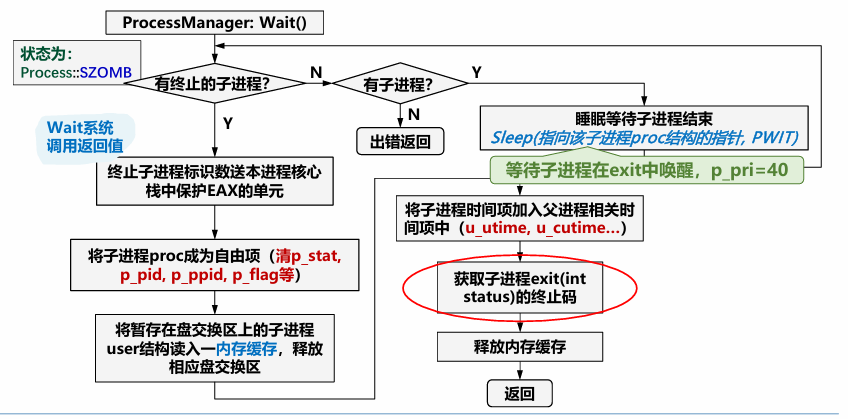 ProcessManager: Wait()
状态为：
Process::SZOMB
有终止的子进程？
N
有子进程？
Y
N
出错返回
睡眠等待子进程结束
Sleep(指向该子进程proc结构的指针, PWIT)
等待子进程在exit中唤醒，p_pri=40
Y
Wait系统
调用返回值
终止子进程标识数送本进程核心
栈中保护EAX的单元
将子进程proc成为自由项（清p_stat,
p_pid, p_ppid, p_flag等）
将暂存在盘交换区上的子进程
user结构读入一内存缓存，释放
相应盘交换区
将子进程时间项加入父进程相关时
间项中（u_utime, u_cutime…）
获取子进程exit(int
status)的终止码
释放内存缓存
返回